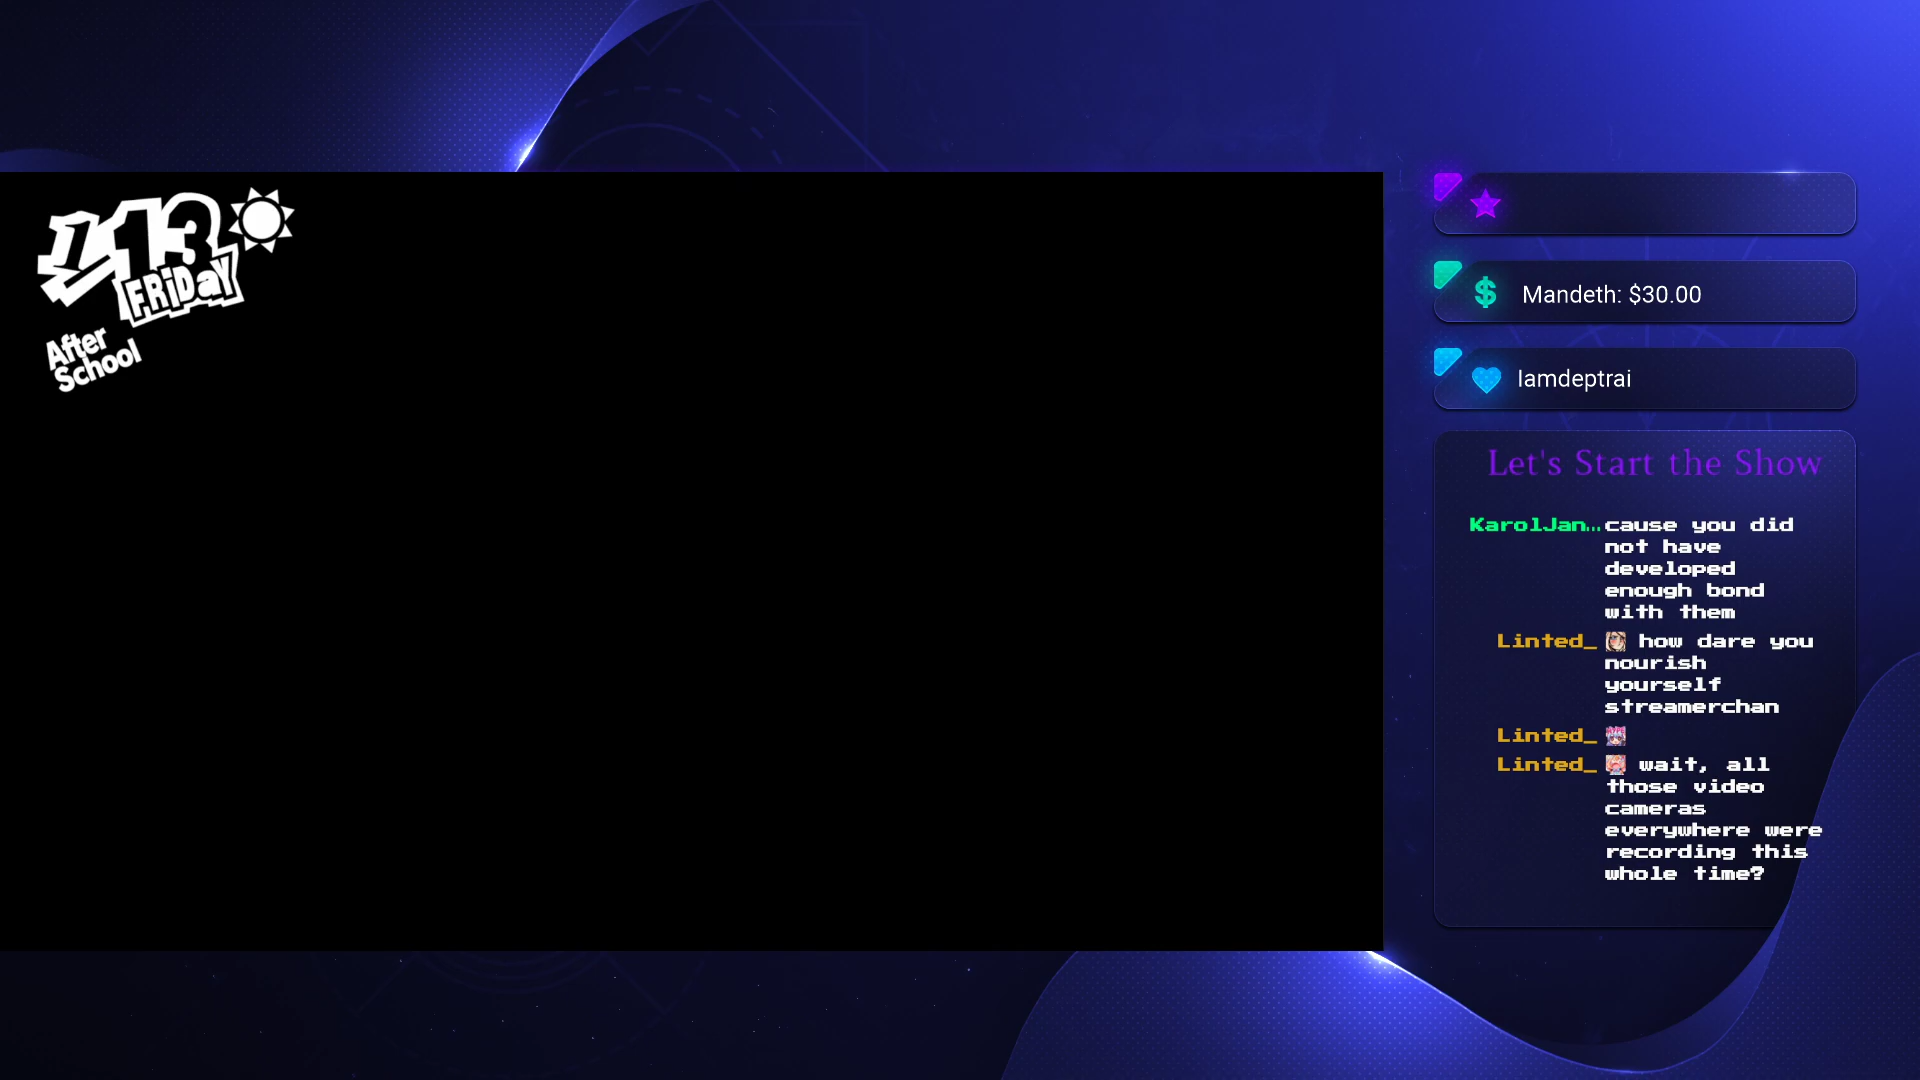 1/13
FRiDaY
After
School
Mandeth: $30.00
Iamdeptrai
Let's Start the Show
KarolJan… cause you did
not have
developed
enough bond
with them
Linted_ how dare you
nourish
yourself
streamerchan
Linted_
Linted_ wait, all
those video
cameras
everywhere were
recording this
whole time?